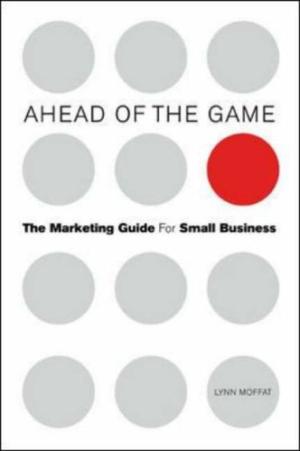 AHEAD OF THE GAME
The Marketing Guide For Small Business
LYNN MOFFAT